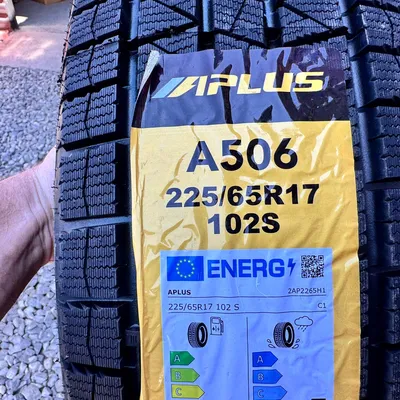 APLUS
A506
225/65R17
102S
ENERG
APLUS 2AP2265H1
225/65R17 102 S C1
A A
B B
C C